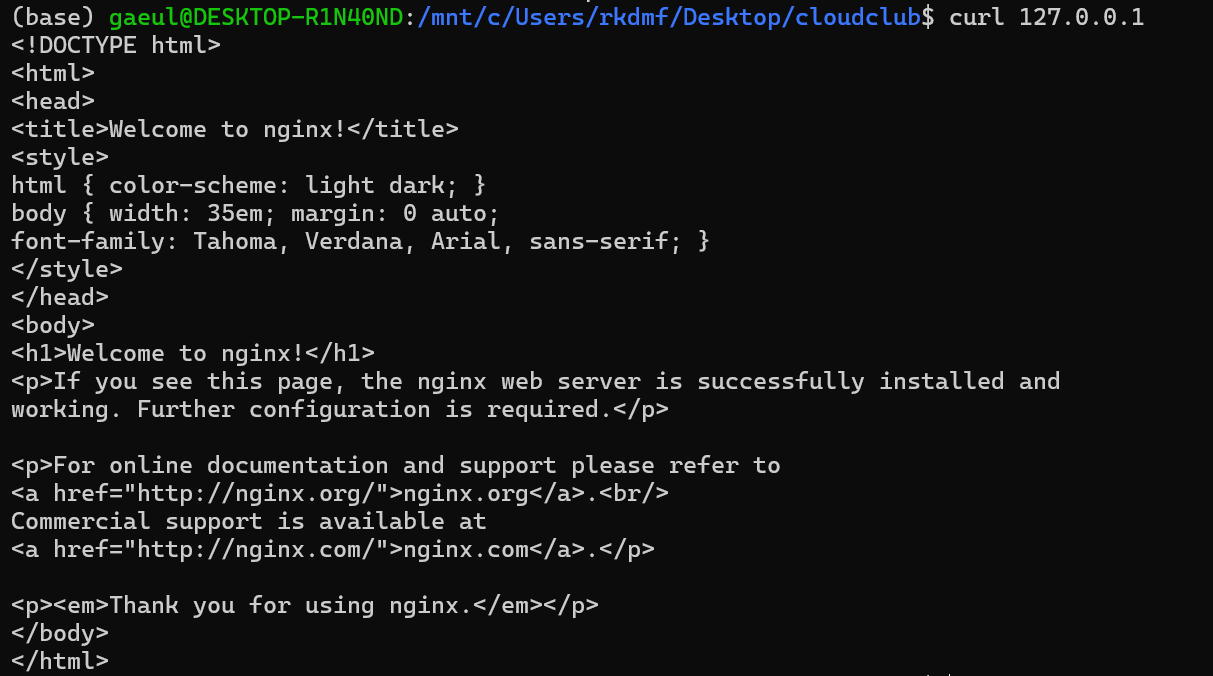 (base) gaeul@DESKTOP-R1N40ND:/mnt/c/Users/rkdmf/Desktop/cloudclub$ curl 127.0.0.1
<!DOCTYPE html>
<html>
<head>
<title>Welcome to nginx!</title>
<style>
html { color-scheme: light dark; }
body { width: 35em; margin: 0 auto;
font-family: Tahoma, Verdana, Arial, sans-serif; }
</style>
</head>
<body>
<h1>Welcome to nginx!</h1>
<p>If you see this page, the nginx web server is successfully installed and
working. Further configuration is required.</p>

<p>For online documentation and support please refer to
<a href="http://nginx.org/">nginx.org</a>.<br/>
Commercial support is available at
<a href="http://nginx.com/">nginx.com</a>.</p>

<p><em>Thank you for using nginx.</em></p>
</body>
</html>